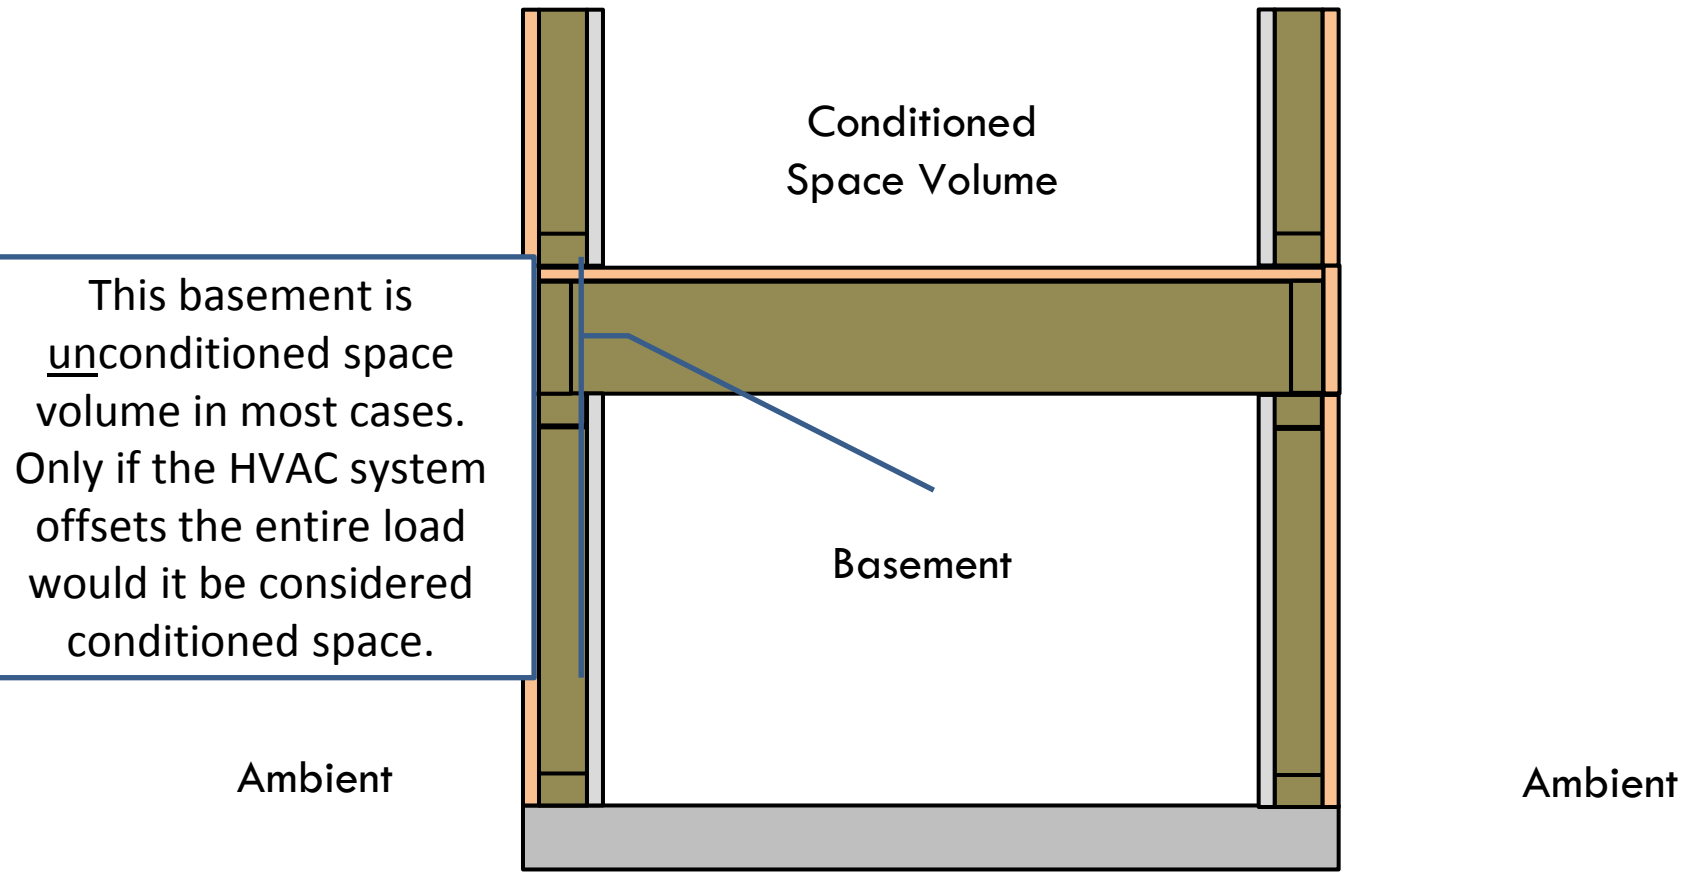 Conditioned
Space Volume
This basement is
unconditioned space
volume in most cases.
Only if the HVAC system
offsets the entire load
would it be considered
conditioned space.
Basement
Ambient
Ambient